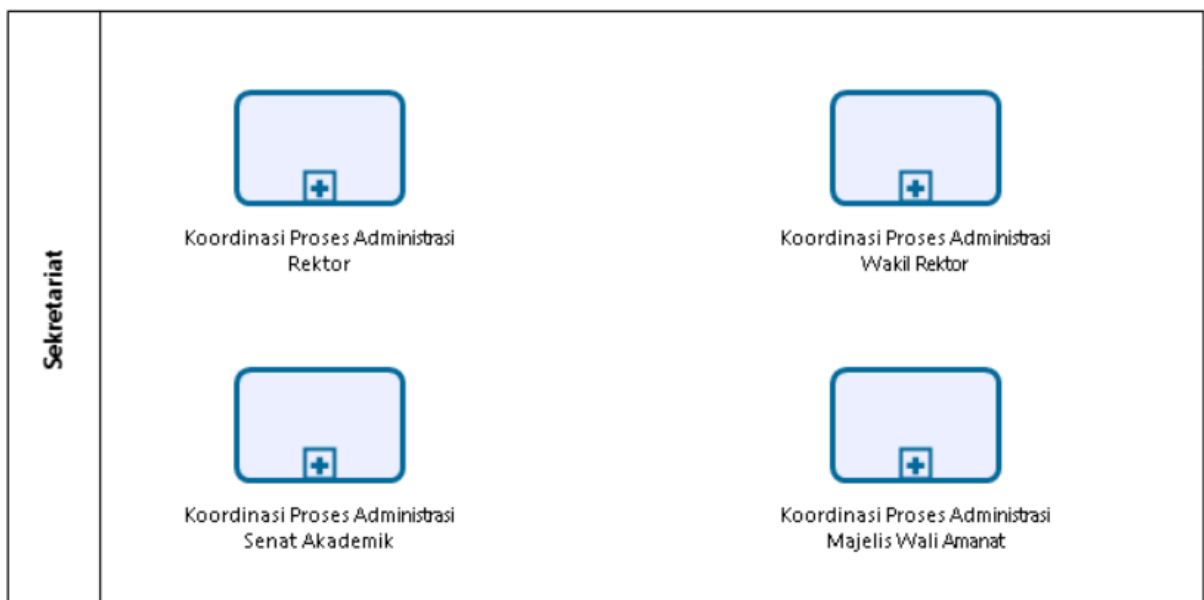 Sekretariat
Koordinasi Proses Administrasi
Rektor
Koordinasi Proses Administrasi
Wakil Rektor
Koordinasi Proses Administrasi
Senat Akademik
Koordinasi Proses Administrasi
Majelis Wali Amanat